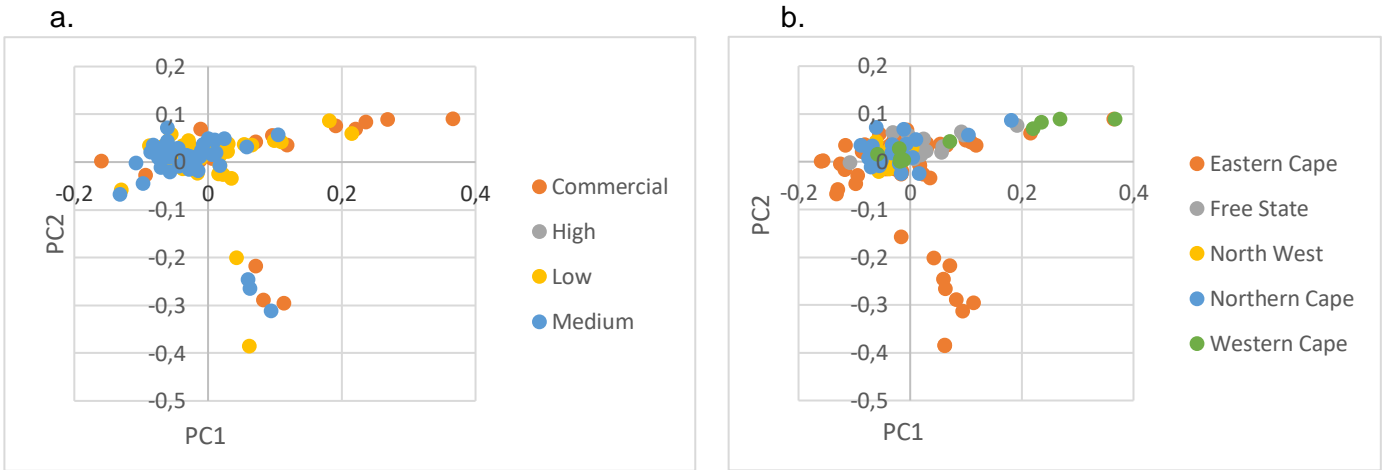 a.
0,2
0,1
0
-0,2
0
0,2
0,4
-0,1
-0,2
-0,3
-0,4
-0,5
PC2
PC1
Commercial
High
Low
Medium
b.
0,2
0,1
0
-0,2
0
0,2
0,4
-0,1
-0,2
-0,3
-0,4
-0,5
PC2
PC1
Eastern Cape
Free State
North West
Northern Cape
Western Cape